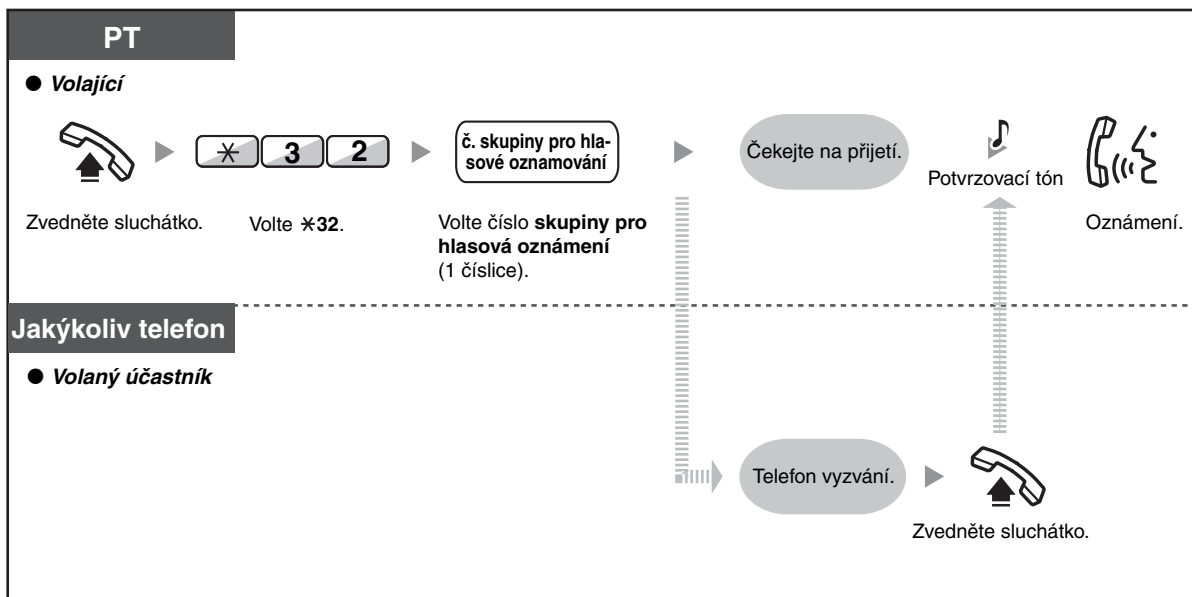 PT
● Volající
✳ 3 2
č. skupiny pro hla-
sové oznamování
Čekejte na přijetí.
Potvrzovací tón
Zvedněte sluchátko.
Volte ✳32.
Volte číslo skupiny pro
hlasová oznámení
(1 číslice).
Oznámení.
Jakýkoliv telefon
● Volaný účastník
Telefon vyzvání.
Zvedněte sluchátko.